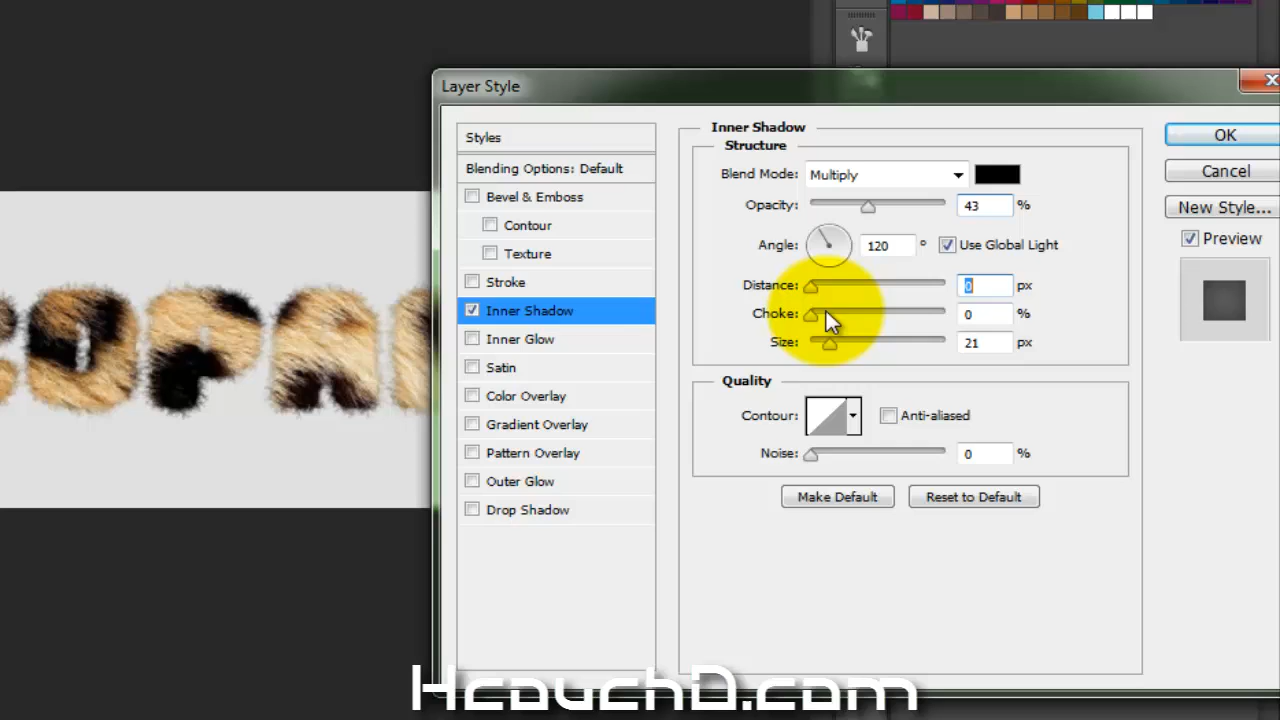 Layer Style
Styles
Blending Options: Default
Bevel & Emboss
Contour
Texture
Stroke
Inner Shadow
Inner Glow
Satin
Color Overlay
Gradient Overlay
Pattern Overlay
Outer Glow
Drop Shadow
Inner Shadow
Structure
Blend Mode: Multiply
Opacity: 43 %
Angle: 120 ° Use Global Light
Distance: 0 px
Choke: 0 %
Size: 21 px
Quality
Contour: Anti-aliased
Noise: 0 %
Make Default Reset to Default
OK
Cancel
New Style...
Preview
OPA
HcouchD.com